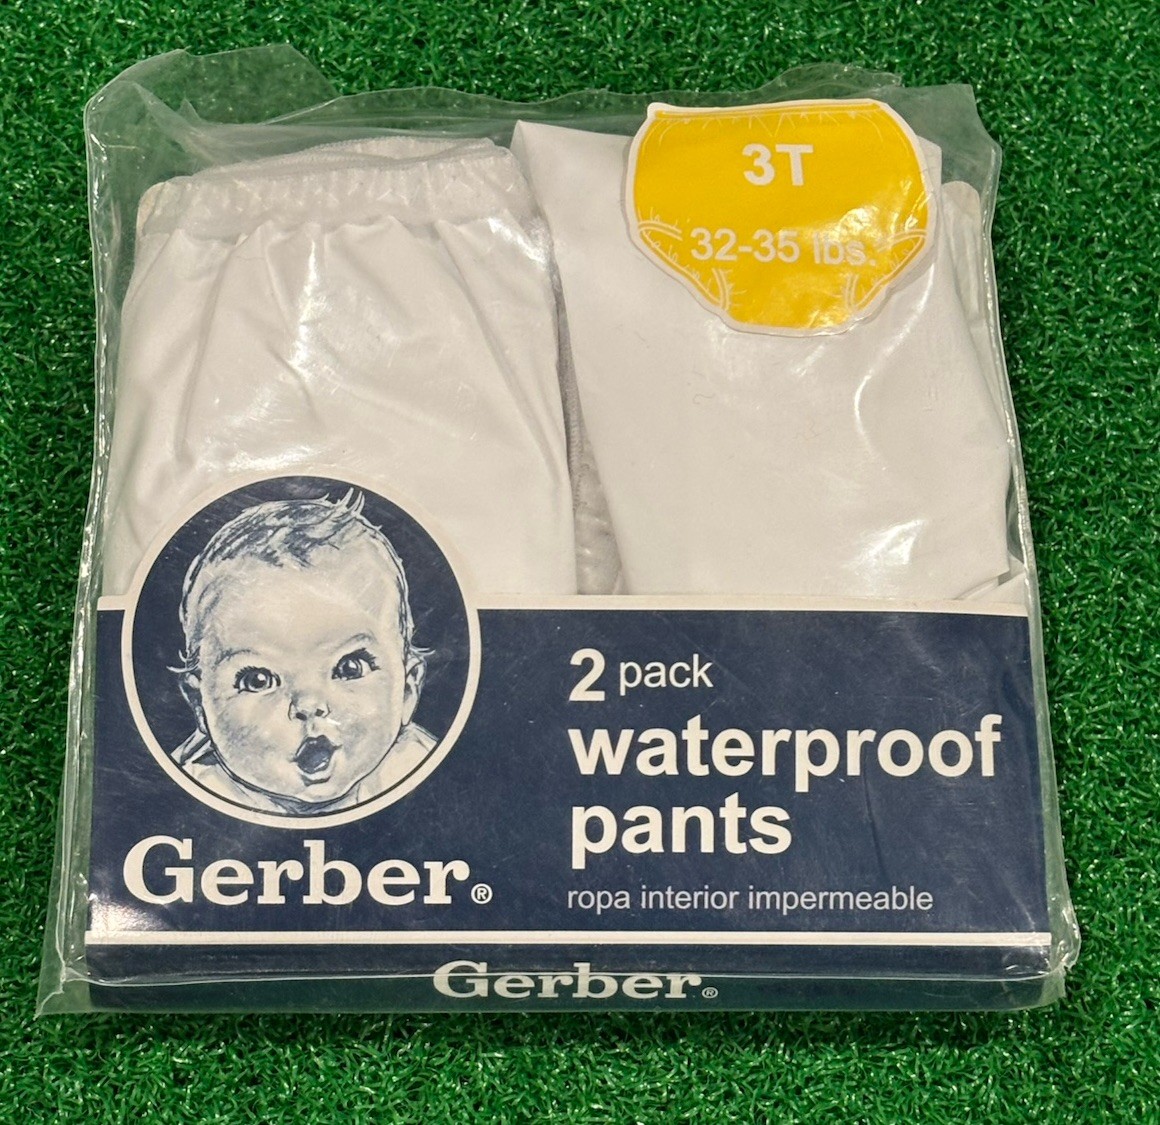 3T
32-35 lbs.
2 pack
waterproof
pants
Gerber®
ropa interior impermeable
Gerber®